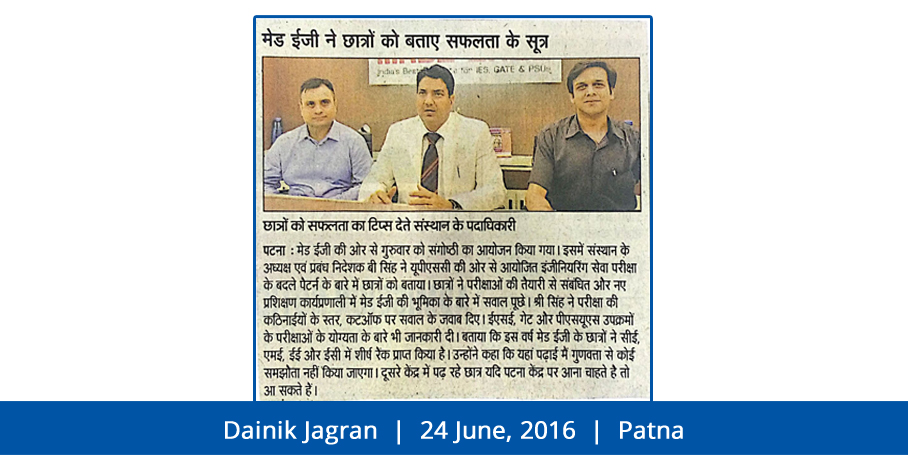 मेड ईजी ने छात्रों को बताए सफलता के सूत्र
India's Best Institute for IES, GATE & PSUs
छात्रों को सफलता का टिप्स देते संस्थान के पदाधिकारी
पटना : मेड ईजी की ओर से गुरुवार को संगोष्ठी का आयोजन किया गया। इसमें संस्थान के
अध्यक्ष एवं प्रबंध निदेशक बी सिंह ने यूपीएससी की ओर से आयोजित इंजीनियरिंग सेवा परीक्षा
के बदले पैटर्न के बारे में छात्रों को बताया। छात्रों ने परीक्षाओं की तैयारी से संबंधित और नए
प्रशिक्षण कार्यप्रणाली में मेड ईजी की भूमिका के बारे में सवाल पूछे। श्री सिंह ने परीक्षा की
कठिनाईयों के स्तर, कटऑफ पर सवाल के जवाब दिए। ईएसई, गेट और पीएसयूएस उपक्रमों
के परीक्षाओं के योग्यता के बारे भी जानकारी दी। बताया कि इस वर्ष मेड ईजी के छात्रों ने सीई,
एमई, ईई और ईसी में शीर्ष रैंक प्राप्त किया है। उन्होंने कहा कि यहां पढ़ाई में गुणवत्ता से कोई
समझौता नहीं किया जाएगा। दूसरे केंद्र में पढ़ रहे छात्र यदि पटना केंद्र पर आना चाहते है तो
आ सकते हैं।
Dainik Jagran | 24 June, 2016 | Patna